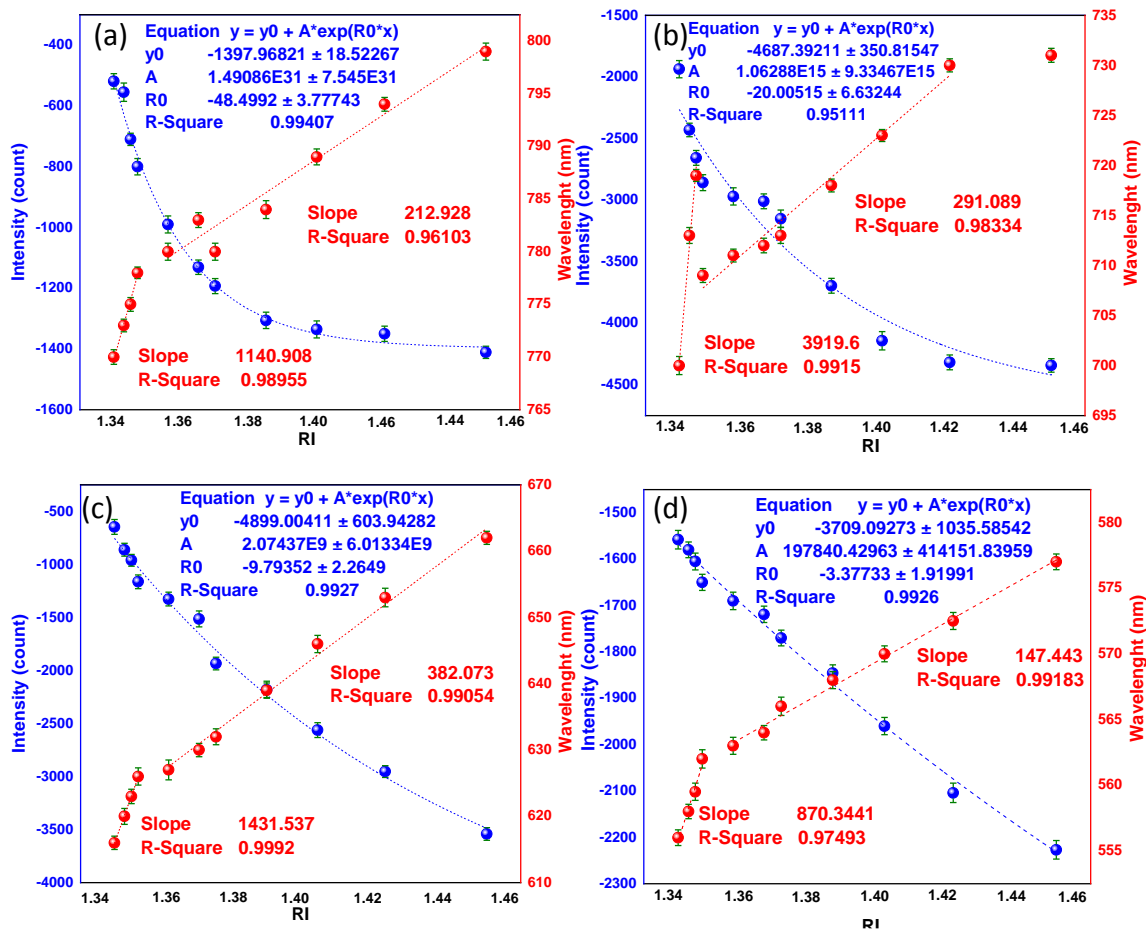 (a)
Equation y = y0 + A*exp(R0*x)
y0 -1397.96821 ± 18.52267
A 1.49086E31 ± 7.545E31
R0 -48.4992 ± 3.77743
R-Square 0.99407
Slope 212.928
R-Square 0.96103
Slope 1140.908
R-Square 0.98955
Intensity (count)
-400
-600
-800
-1000
-1200
-1400
-1600
Wavelenght (nm)
800
795
790
785
780
775
770
765
1.34 1.36 1.38 1.40 1.46 1.44 1.46
RI
(b)
Equation y = y0 + A*exp(R0*x)
y0 -4687.39211 ± 350.81547
A 1.06288E15 ± 9.33467E15
R0 -20.00515 ± 6.63244
R-Square 0.95111
Slope 291.089
R-Square 0.98334
Slope 3919.6
R-Square 0.9915
Intensity (count)
-1500
-2000
-2500
-3000
-3500
-4000
-4500
Wavelenght (nm)
735
730
725
720
715
710
705
700
695
1.34 1.36 1.38 1.40 1.42 1.44 1.46
RI
(c)
Equation y = y0 + A*exp(R0*x)
y0 -4899.00411 ± 603.94282
A 2.07437E9 ± 6.01334E9
R0 -9.79352 ± 2.2649
R-Square 0.9927
Slope 382.073
R-Square 0.99054
Slope 1431.537
R-Square 0.9992
Intensity (count)
-500
-1000
-1500
-2000
-2500
-3000
-3500
-4000
Wavelenght (nm)
670
660
650
640
630
620
610
1.34 1.36 1.38 1.40 1.42 1.44 1.46
RI
(d)
Equation y = y0 + A*exp(R0*x)
y0 -3709.09273 ± 1035.58542
A 197840.42963 ± 414151.83959
R0 -3.37733 ± 1.91991
R-Square 0.9926
Slope 147.443
R-Square 0.99183
Slope 870.3441
R-Square 0.97493
Intensity (count)
-1500
-1600
-1700
-1800
-1900
-2000
-2100
-2200
-2300
Wavelenght (nm)
580
575
570
565
560
555
1.34 1.36 1.38 1.40 1.42 1.44 1.46
RI